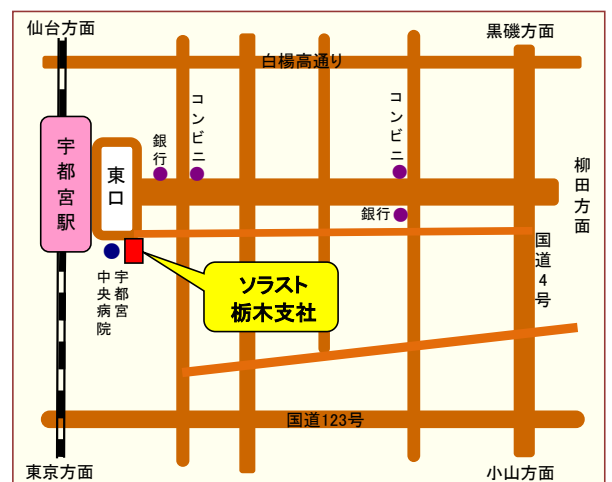 仙台方面
黒磯方面
白楊高通り
コンビニ
コンビニ
銀行
宇都宮駅
東口
柳田方面
銀行
国道4号
宇都宮
中央病院
ソラスト
栃木支社
国道123号
東京方面
小山方面